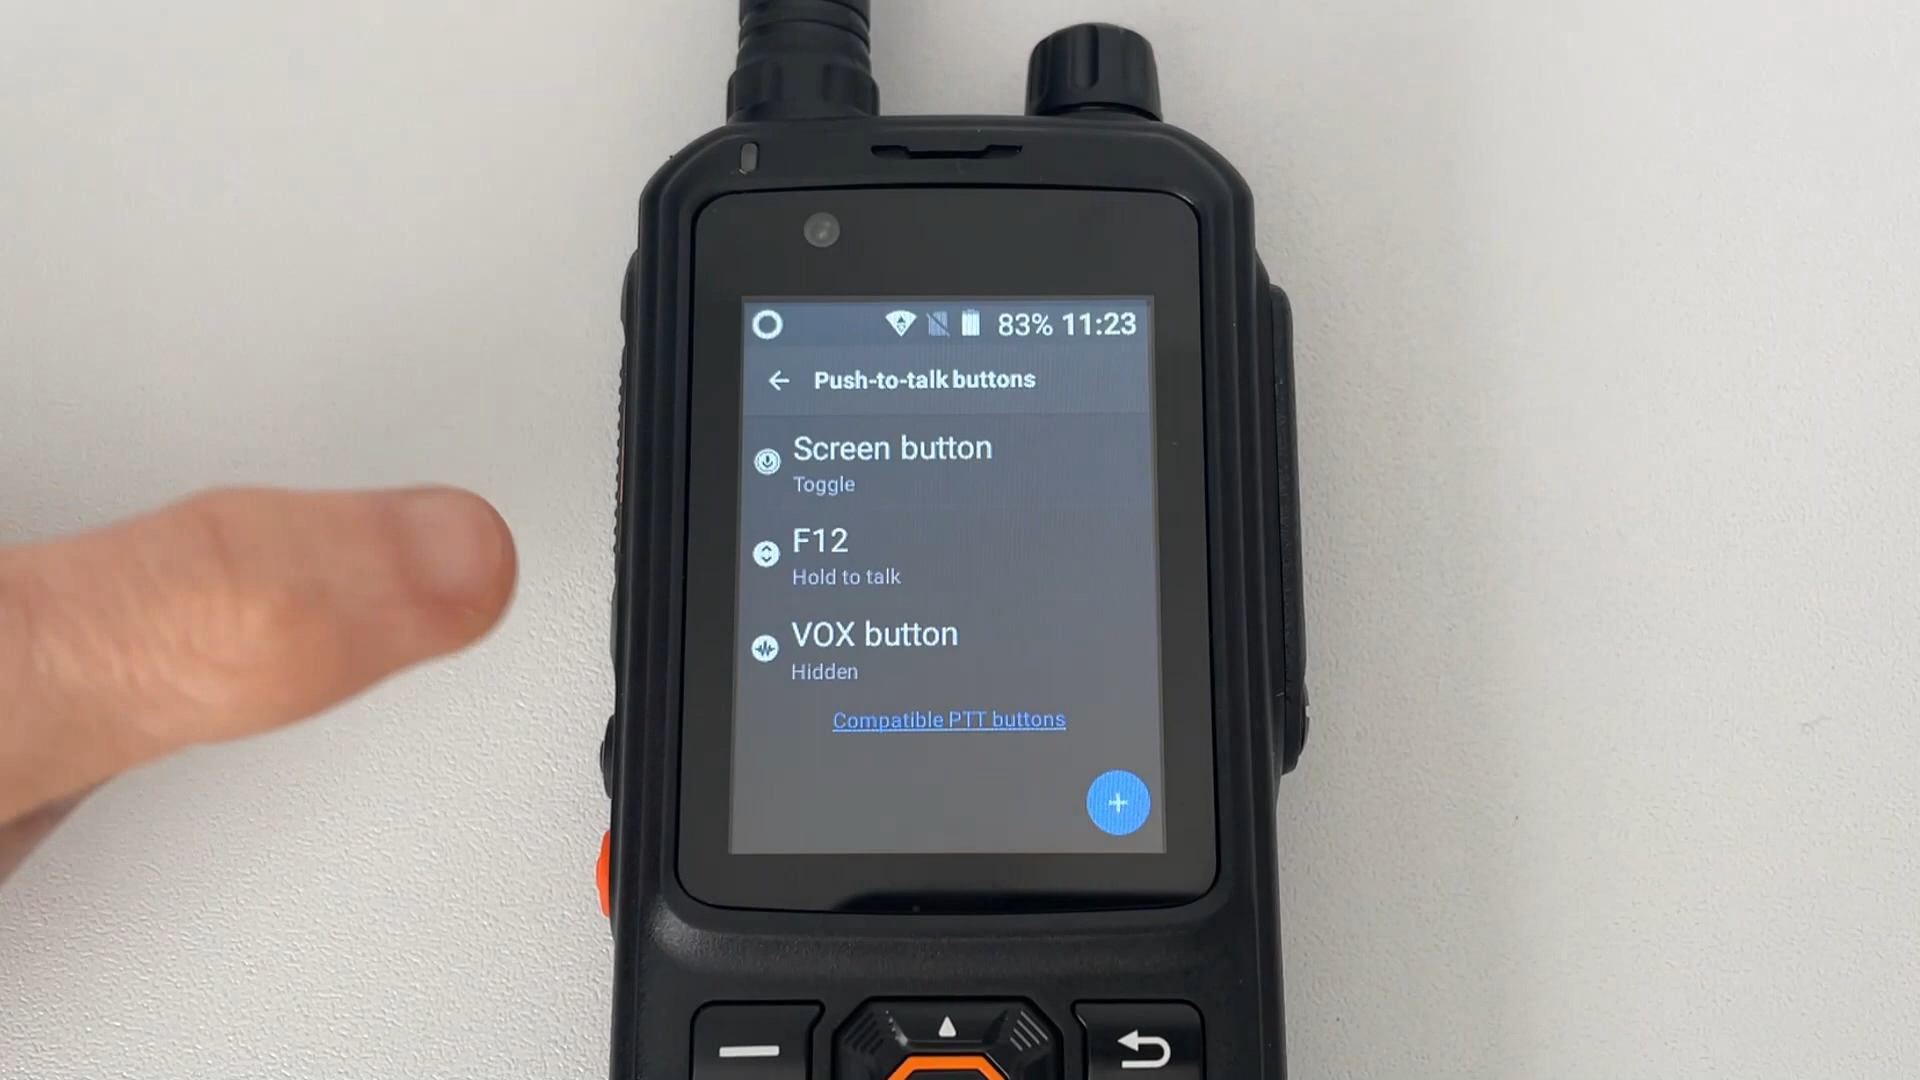 83% 11:23
Push-to-talk buttons
Screen button
Toggle
F12
Hold to talk
VOX button
Hidden
Compatible PTT buttons